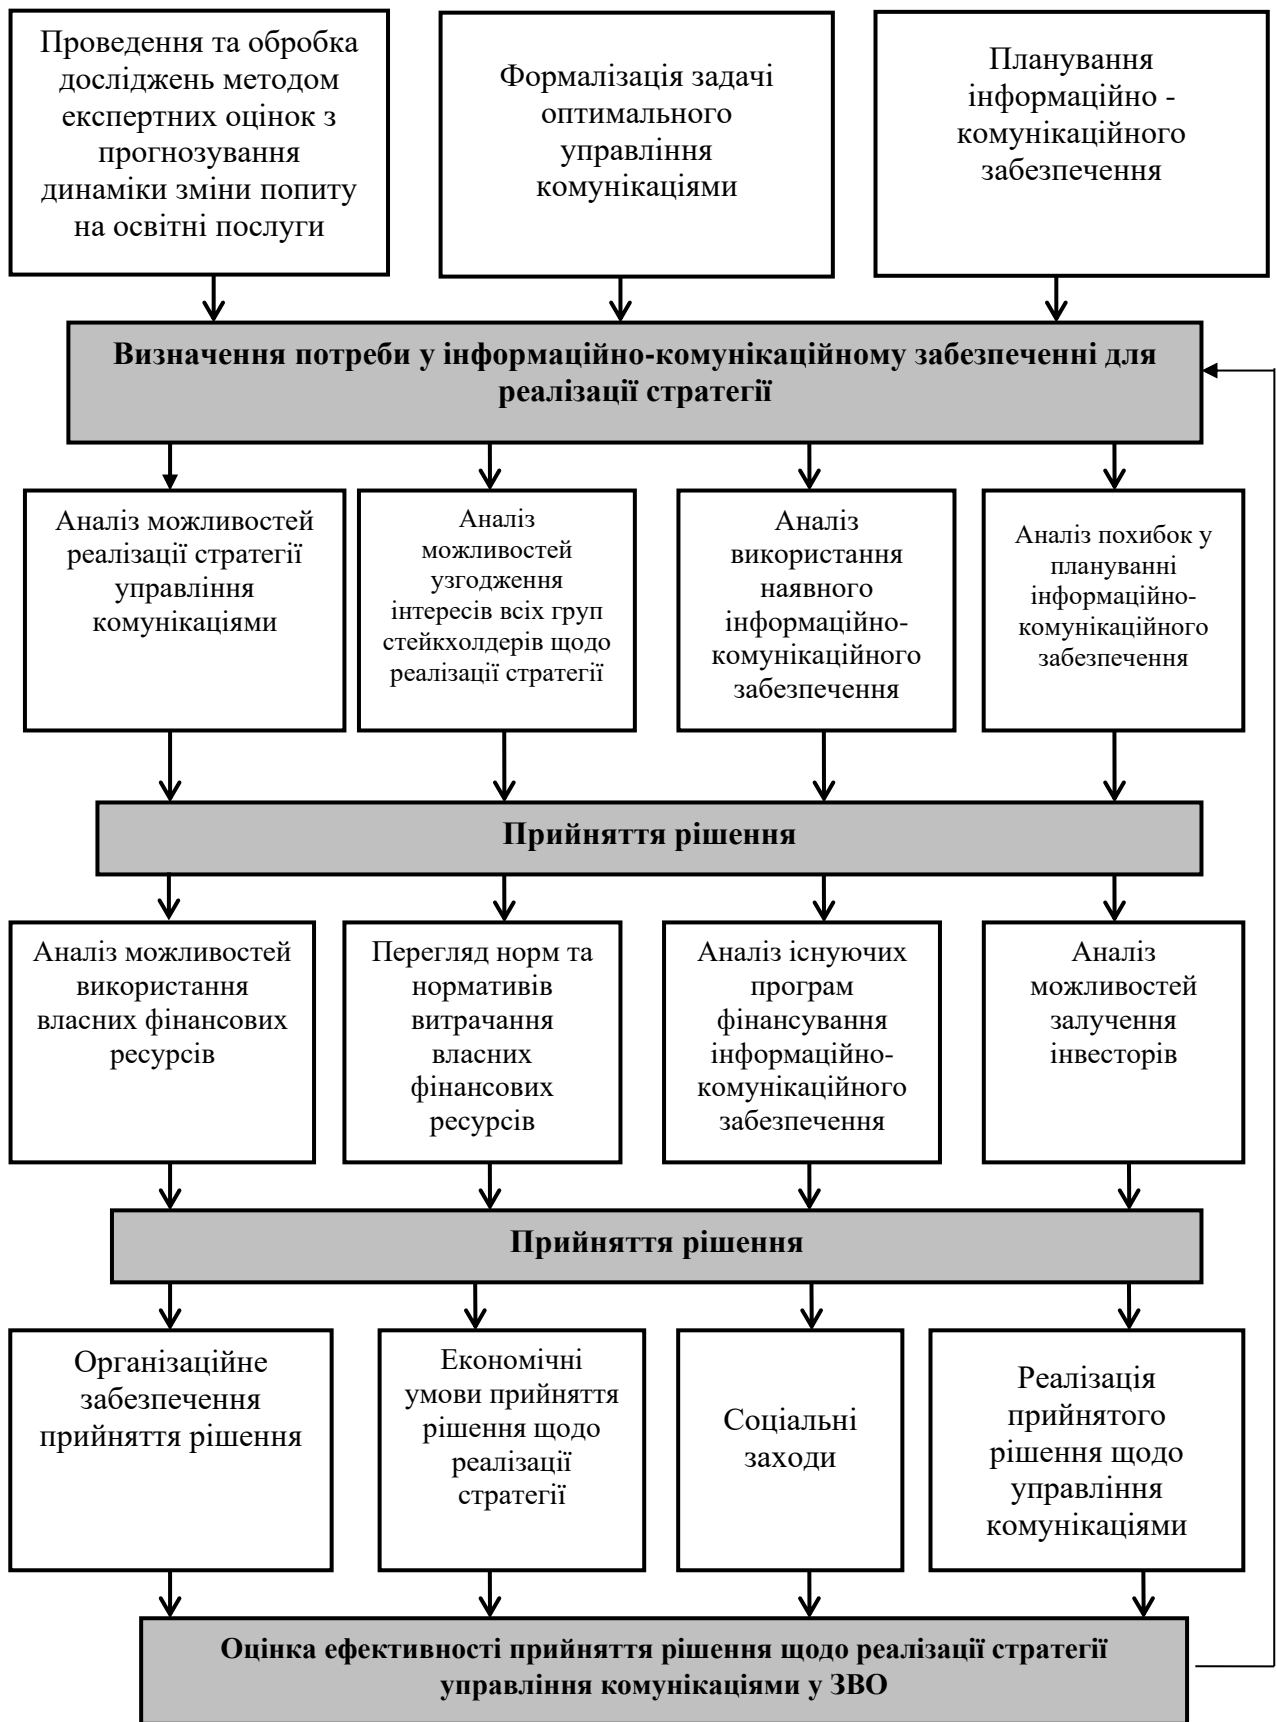 Проведення та обробка
досліджень методом
експертних оцінок з
прогнозування
динаміки зміни попиту
на освітні послуги
Формалізація задачі
оптимального
управління
комунікаціями
Планування
інформаційно -
комунікаційного
забезпечення
Визначення потреби у інформаційно-комунікаційному забезпеченні для
реалізації стратегії
Аналіз можливостей
реалізації стратегії
управління
комунікаціями
Аналіз
можливостей
узгодження
інтересів всіх груп
стейкхолдерів щодо
реалізації стратегії
Аналіз
використання
наявного
інформаційно-
комунікаційного
забезпечення
Аналіз похибок у
плануванні
інформаційно-
комунікаційного
забезпечення
Прийняття рішення
Аналіз можливостей
використання
власних фінансових
ресурсів
Перегляд норм та
нормативів
витрачання
власних
фінансових
ресурсів
Аналіз існуючих
програм
фінансування
інформаційно-
комунікаційного
забезпечення
Аналіз
можливостей
залучення
інвесторів
Прийняття рішення
Організаційне
забезпечення
прийняття рішення
Економічні
умови прийняття
рішення щодо
реалізації
стратегії
Соціальні
заходи
Реалізація
прийнятого
рішення щодо
управління
комунікаціями
Оцінка ефективності прийняття рішення щодо реалізації стратегії
управління комунікаціями у ЗВО